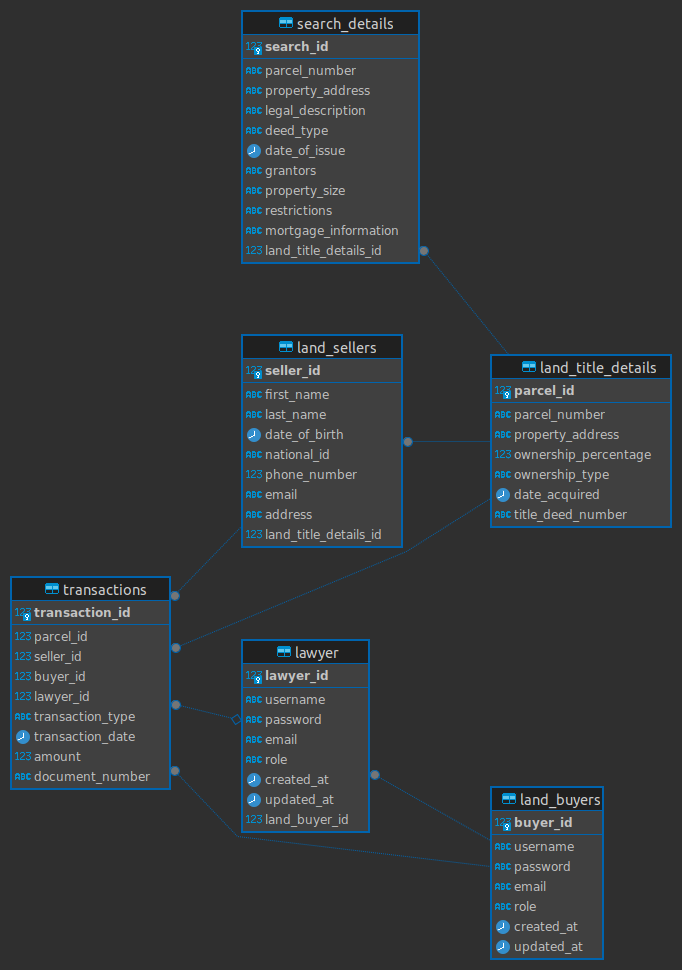 search_details
123 search_id
ABC parcel_number
ABC property_address
ABC legal_description
ABC deed_type
date_of_issue
ABC grantors
ABC property_size
ABC restrictions
ABC mortgage_information
123 land_title_details_id
land_sellers
123 seller_id
ABC first_name
ABC last_name
date_of_birth
ABC national_id
123 phone_number
ABC email
ABC address
123 land_title_details_id
land_title_details
123 parcel_id
ABC parcel_number
ABC property_address
123 ownership_percentage
ABC ownership_type
date_acquired
ABC title_deed_number
transactions
123 transaction_id
123 parcel_id
123 seller_id
123 buyer_id
123 lawyer_id
ABC transaction_type
transaction_date
123 amount
ABC document_number
lawyer
123 lawyer_id
ABC username
ABC password
ABC email
ABC role
created_at
updated_at
123 land_buyer_id
land_buyers
123 buyer_id
ABC username
ABC password
ABC email
ABC role
created_at
updated_at